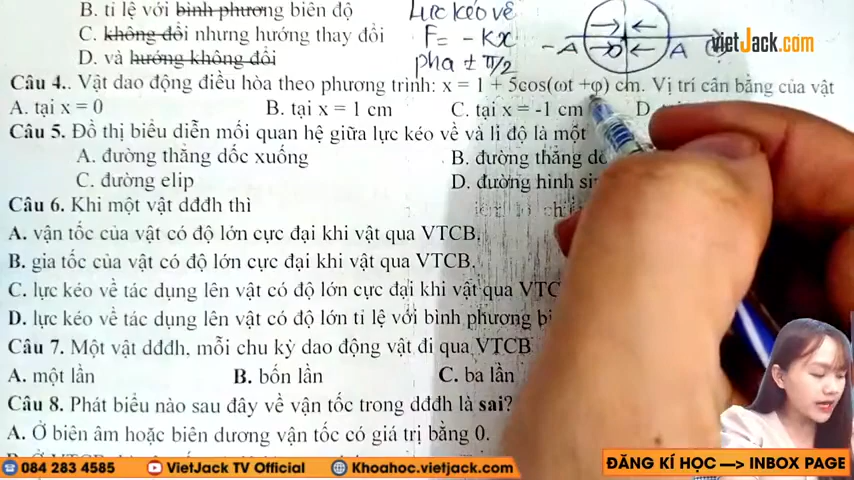 B. tỉ lệ với bình phương biên độ
C. không đổi nhưng hướng thay đổi
D. và hướng không đổi
Lực kéo về
F = - Kx
pha ± π/2
-A O A
vietJack.com
Câu 4.. Vật dao động điều hòa theo phương trình: x = 1 + 5cos(ωt +φ) cm. Vị trí cân bằng của vật
A. tại x = 0 B. tại x = 1 cm C. tại x = -1 cm D.
Câu 5. Đồ thị biểu diễn mối quan hệ giữa lực kéo về và li độ là một
A. đường thẳng dốc xuống B. đường thẳng
C. đường elip D. đường hình
Câu 6. Khi một vật dđđh thì
A. vận tốc của vật có độ lớn cực đại khi vật qua VTCB.
B. gia tốc của vật có độ lớn cực đại khi vật qua VTCB.
C. lực kéo về tác dụng lên vật có độ lớn cực đại khi vật qua VTC
D. lực kéo về tác dụng lên vật có độ lớn tỉ lệ với bình phương
Câu 7. Một vật dđđh, mỗi chu kỳ dao động vật đi qua VTCB
A. một lần B. bốn lần C. ba lần
Câu 8. Phát biểu nào sau đây về vận tốc trong dđđh là sai?
A. Ở biên âm hoặc biên dương vận tốc có giá trị bằng 0.
084 283 4585 VietJack TV Official Khoahoc.vietjack.com
ĐĂNG KÍ HỌC —> INBOX PAGE